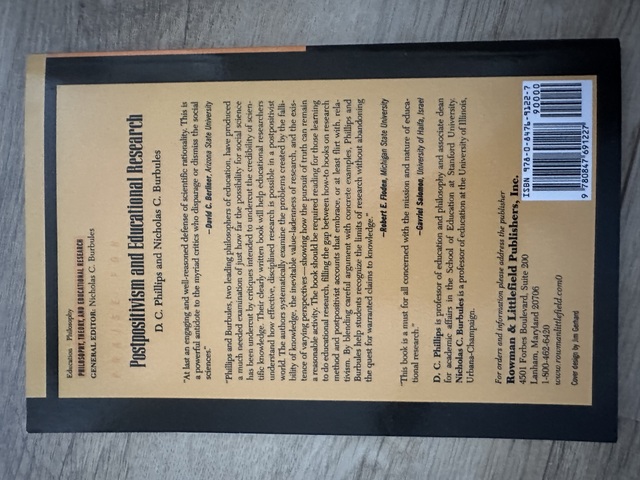 Education Philosophy
PHILOSOPHY, THEORY, AND EDUCATIONAL RESEARCH
GENERAL EDITOR: Nicholas C. Burbules
Postpositivism and Educational Research
D. C. Phillips and Nicholas C. Burbules
"At last an engaging and well-reasoned defense of scientific rationality. This is
a powerful antidote to the myriad critics who disparage or dismiss the social
sciences."
—David C. Berliner, Arizona State University
"Phillips and Burbules, two leading philosophers of education, have produced
a much needed examination of just how far the possibility for social science
has been undercut by critiques intended to undercut the credibility of scien-
tific knowledge. Their clearly written book will help educational researchers
understand how effective, disciplined research is possible in a postpositivist
world. The authors systematically examine the problems created by the falli-
bility of knowledge, the inevitable value-ladenness of research, and the exis-
tence of varying perspectives—showing how the pursuit of truth can remain
a reasonable activity. The book should be required reading for those learning
to do educational research, filling the gap between how-to books on research
method and postpositivist accounts that embrace, or at least flirt with, rela-
tivism. By blending careful argument with concrete examples, Phillips and
Burbules help students recognize the limits of research without abandoning
the quest for warranted claims to knowledge."
—Robert E. Floden, Michigan State University
"This book is a must for all concerned with the mission and nature of educa-
tional research."
—Gavriel Salomon, University of Haifa, Israel
D. C. Phillips is professor of education and philosophy and associate dean
for academic affairs in the School of Education at Stanford University.
Nicholas C. Burbules is a professor of education at the University of Illinois,
Urbana-Champaign.
For orders and information please address the publisher
Rowman & Littlefield Publishers, Inc.
4501 Forbes Boulevard, Suite 200
Lanham, Maryland 20706
1-800-462-6420
www.rowmanlittlefield.com
Cover design by Jim Gerhard
ISBN 978-0-8476-9122-7
90000
9 780847 691227